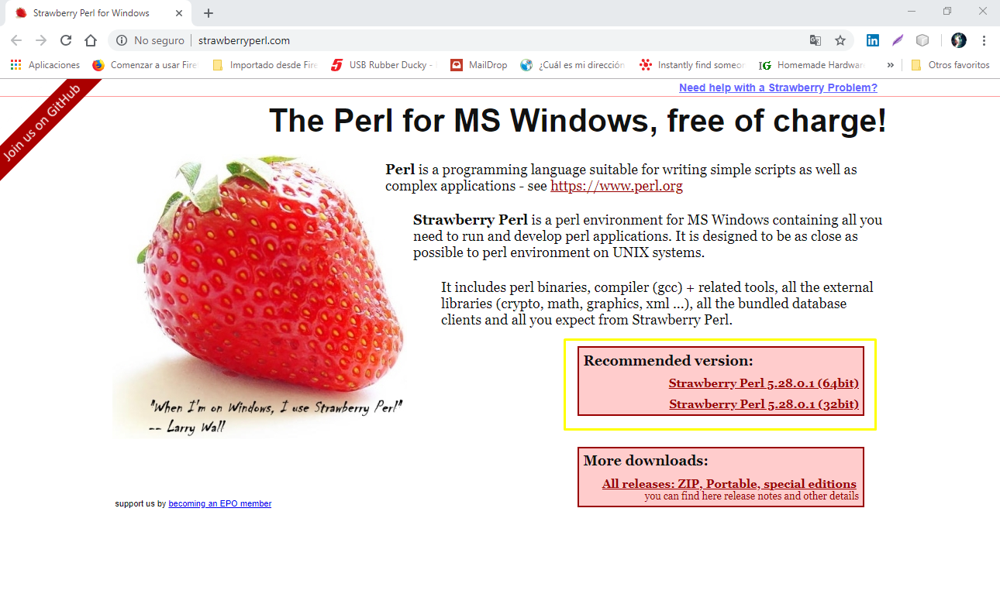 Strawberry Perl for Windows
No seguro
strawberryperl.com
Aplicaciones
Comenzar a usar Fire
Importado desde Fire
USB Rubber Ducky -
MailDrop
¿Cuál es mi dirección
Instantly find someor
IG
Homemade Hardwar
»
Otros favoritos
Join us on GitHub
Need help with a Strawberry Problem?
The Perl for MS Windows, free of charge!
Perl is a programming language suitable for writing simple scripts as well as
complex applications - see https://www.perl.org
Strawberry Perl is a perl environment for MS Windows containing all you
need to run and develop perl applications. It is designed to be as close as
possible to perl environment on UNIX systems.
It includes perl binaries, compiler (gcc) + related tools, all the external
libraries (crypto, math, graphics, xml ...), all the bundled database
clients and all you expect from Strawberry Perl.
"When I'm on Windows, I use Strawberry Perl"
-- Larry Wall
Recommended version:
Strawberry Perl 5.28.0.1 (64bit)
Strawberry Perl 5.28.0.1 (32bit)
More downloads:
All releases: ZIP, Portable, special editions
you can find here release notes and other details
support us by becoming an EPO member